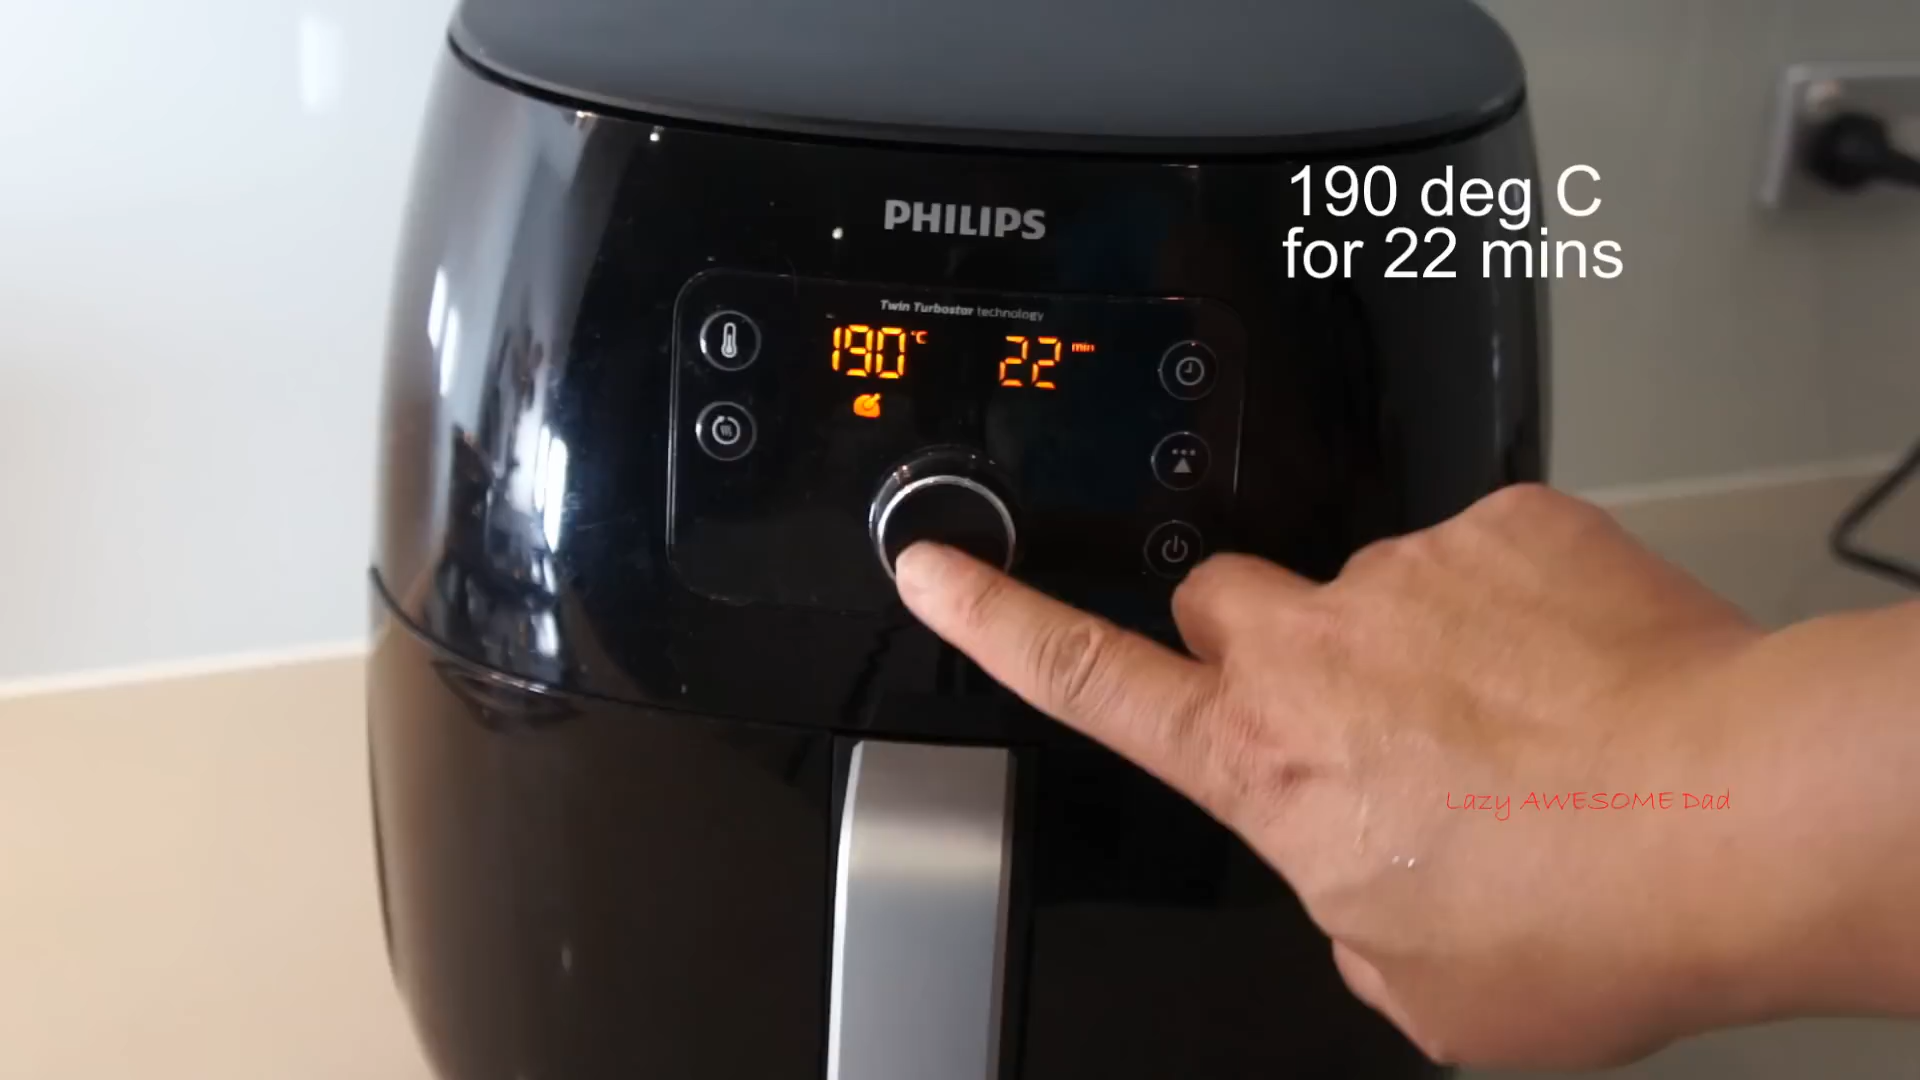 PHILIPS
190 deg C
for 22 mins
Twin Turbostar technology
190 °C
22 min
Lazy AWESOME Dad